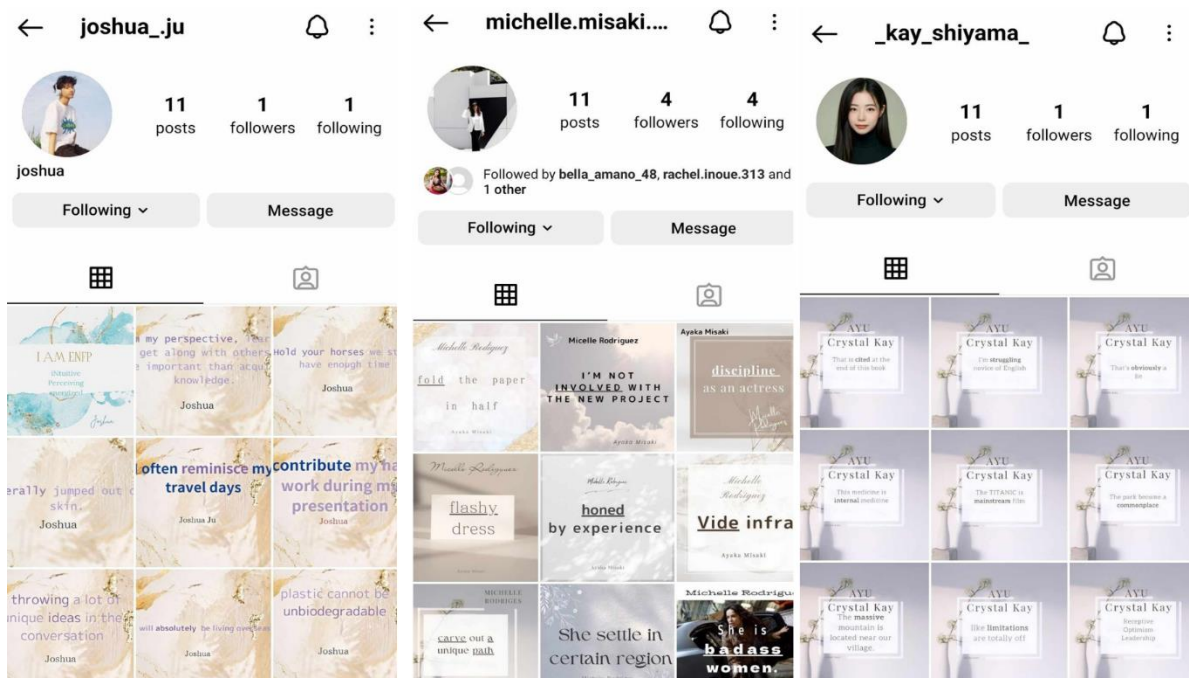 joshua_.ju
11
posts
1
followers
1
following
joshua
Following
Message
I AM ENFP
iNtuitive
Perceiving
energized
Joshua
my perspective,
get along with others
important than
knowledge.
Joshua
Hold your horses we
have enough time
Joshua
jumped out
skin.
Joshua
often reminisce my
travel days
Joshua Ju
contribute my
work during my
presentation
Joshua
throwing a lot of
ideas in the
conversation
Joshua
will absolutely be living overseas
Joshua
plastic cannot be
unbiodegradable
Joshua
michelle.misaki....
11
posts
4
followers
4
following
Followed by bella_amano_48, rachel.inoue.313 and
1 other
Following
Message
Michelle Rodriguez
fold the paper
in half
Ayaka Misaki
Micelle Rodriguez
I'M NOT
INVOLVED WITH
THE NEW PROJECT
Ayaka Misaki
Ayaka Misaki
discipline
as an actress
Micelle
Rodriguez
Micelle Rodriguez
flashy
dress
Michelle Rodriguez
honed
by experience
Ayaka Misaki
Michelle
Rodriguez
Vide infra
Ayaka Misaki
MICHELLE
RODRIGES
carve out a
unique path
She settle in
certain region
Michelle Rodrigu
She is
badass
women.
_kay_shiyama_
11
posts
1
followers
1
following
Following
Message
AYU
Crystal Kay
That is cited at the
end of this book
AYU
Crystal Kay
I'm struggling
novice of English
AYU
Crystal Kay
That's obviously a
lie
AYU
Crystal Kay
This medicine is
internal medicine
AYU
Crystal Kay
The TITANIC is
mainstream film
AYU
Crystal Kay
The park become a
commonplace
AYU
Crystal Kay
The massive
mountain is
located near our
village.
AYU
Crystal Kay
like limitations
are totally off
AYU
Crystal Kay
Receptive
Optimism
Leadership